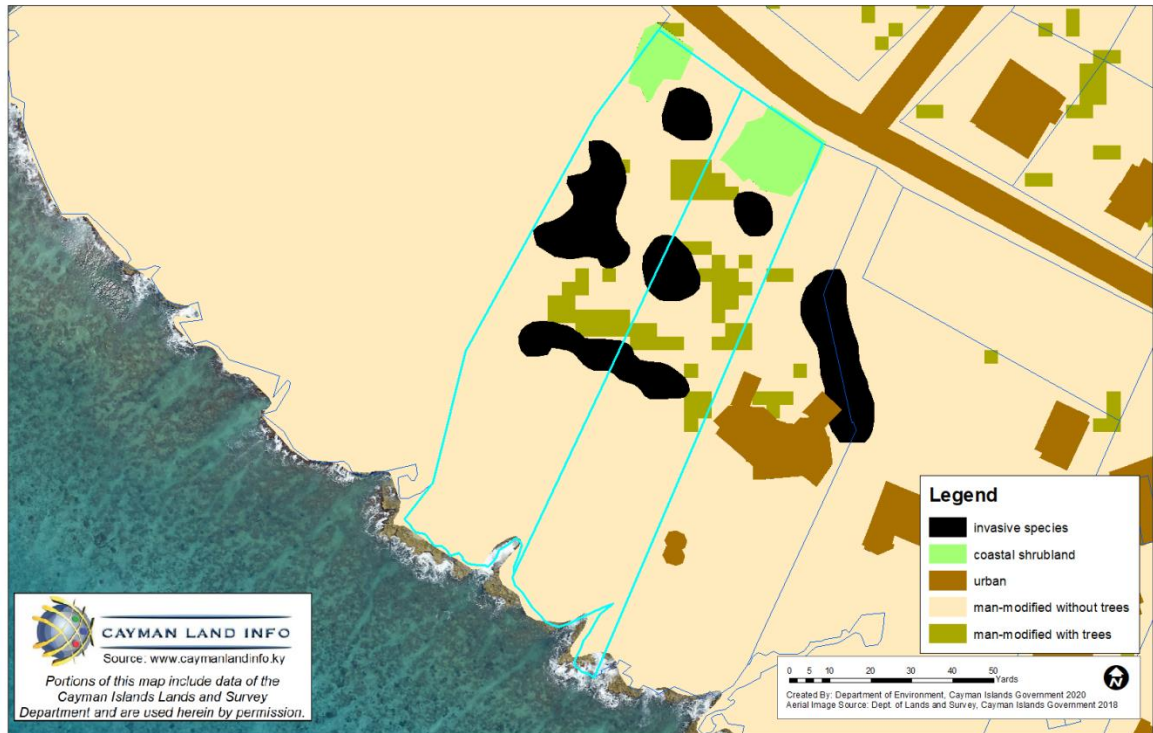 Legend
invasive species
coastal shrubland
urban
man-modified without trees
man-modified with trees
CAYMAN LAND INFO
Source: www.caymanlandinfo.ky
Portions of this map include data of the
Cayman Islands Lands and Survey
Department and are used herein by permission.
0 5 10 20 30 40 50
Yards
N
Created By: Department of Environment, Cayman Islands Government 2020
Aerial Image Source: Dept. of Lands and Survey, Cayman Islands Government 2018